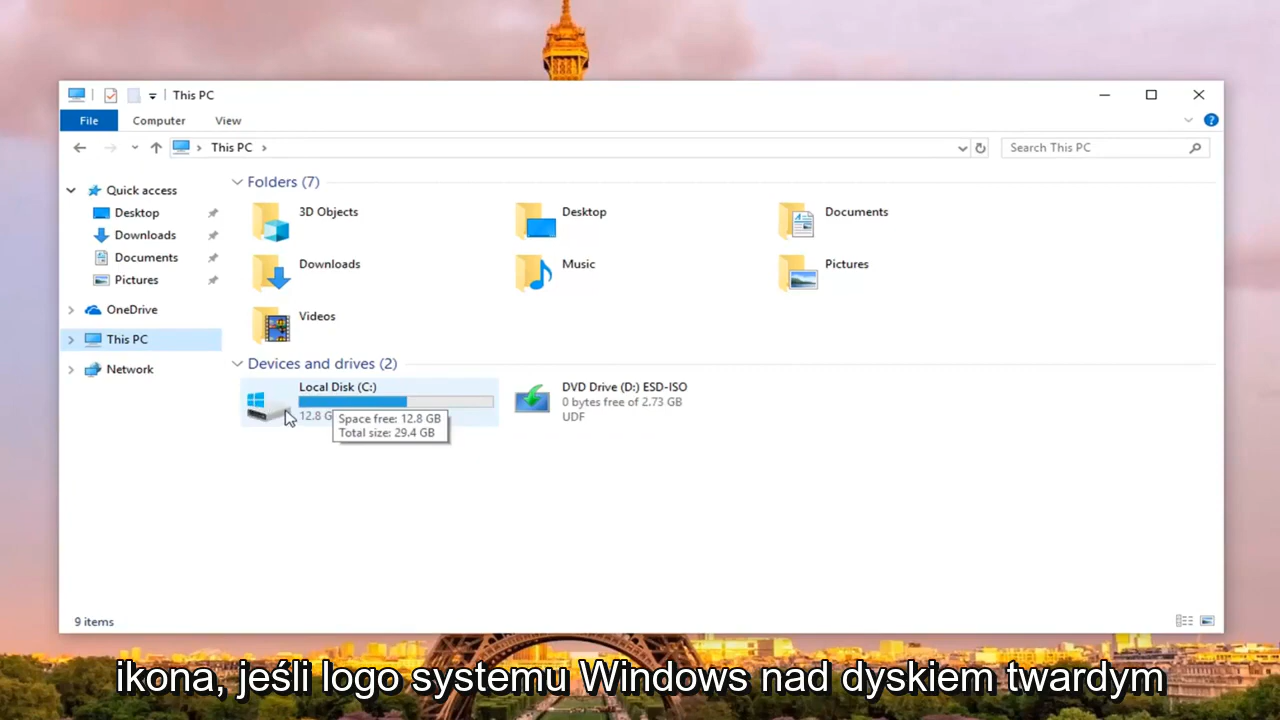 This PC
File
Computer
View
This PC
Search This PC
Quick access
Desktop
Downloads
Documents
Pictures
OneDrive
This PC
Network
Folders (7)
3D Objects
Desktop
Documents
Downloads
Music
Pictures
Videos
Devices and drives (2)
Local Disk (C:)
12.8 G
Space free: 12.8 GB
Total size: 29.4 GB
DVD Drive (D:) ESD-ISO
0 bytes free of 2.73 GB
UDF
9 items
ikona, jeśli logo systemu Windows nad dyskiem twardym